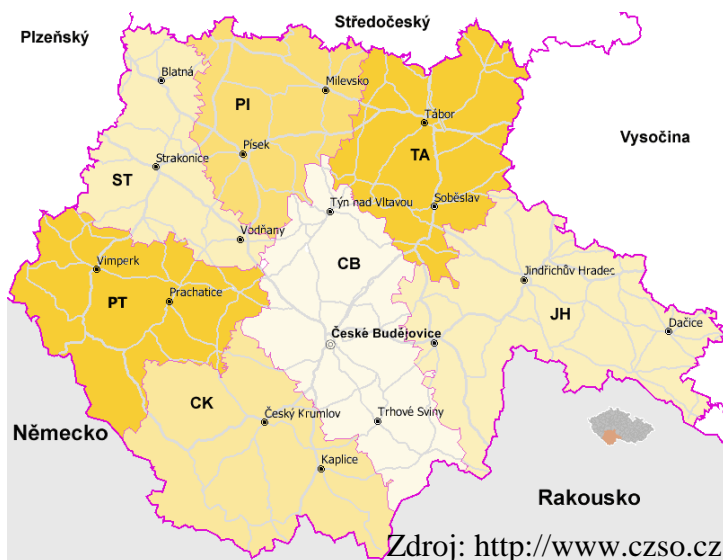 Středočeský
Plzeňský
Blatná
Milevsko
PI
Tábor
Vysočina
Písek
TA
Strakonice
ST
Soběslav
Týn nad Vltavou
Vodňany
CB
Vimperk
Jindřichův Hradec
PT
Prachatice
JH
Dačice
České Budějovice
CK
Český Krumlov
Trhové Sviny
Německo
Kaplice
Rakousko
Zdroj: http://www.czso.cz